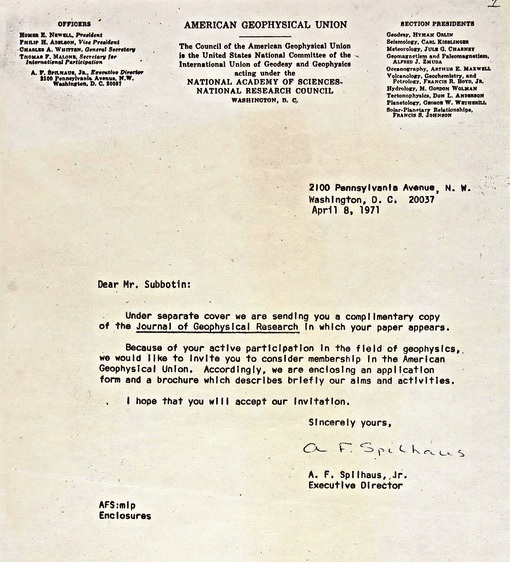 OFFICERS
HOMER E. NEWELL, President
PHILIP H. ABELSON, Vice President
CHARLES A. WHITTEN, General Secretary
THOMAS F. MALONE, Secretary for
International Participation
A. F. SPILHAUS, JR., Executive Director
2100 Pennsylvania Avenue, N.W.
Washington, D.C. 20037
AMERICAN GEOPHYSICAL UNION
The Council of the American Geophysical Union
is the United States National Committee of the
International Union of Geodesy and Geophysics
acting under the
NATIONAL ACADEMY OF SCIENCES-
NATIONAL RESEARCH COUNCIL
WASHINGTON, D. C.
SECTION PRESIDENTS
Geodesy, HYMAN ORLIN
Seismology, CARL KISSLINGER
Meteorology, JULE G. CHARNEY
Geomagnetism and Paleomagnetism,
ALFRED J. ZMUDA
Oceanography, ARTHUR E. MAXWELL
Volcanology, Geochemistry, and
Petrology, FRANCIS R. BOYD, JR.
Hydrology, M. GORDON WOLMAN
Tectonophysics, DON L. ANDERSON
Planetology, GEORGE W. WETHERILL
Solar-Planetary Relationships,
FRANCIS S. JOHNSON
2100 Pennsylvania Avenue, N. W.
Washington, D. C. 20037
April 8, 1971
Dear Mr. Subbotin:
Under separate cover we are sending you a complimentary copy
of the Journal of Geophysical Research in which your paper appears.
Because of your active participation in the field of geophysics,
we would like to invite you to consider membership in the American
Geophysical Union. Accordingly, we are enclosing an application
form and a brochure which describes briefly our aims and activities.
I hope that you will accept our invitation.
Sincerely yours,
A F. Spilhaus
A. F. Spilhaus, Jr.
Executive Director
AFS:mlp
Enclosures